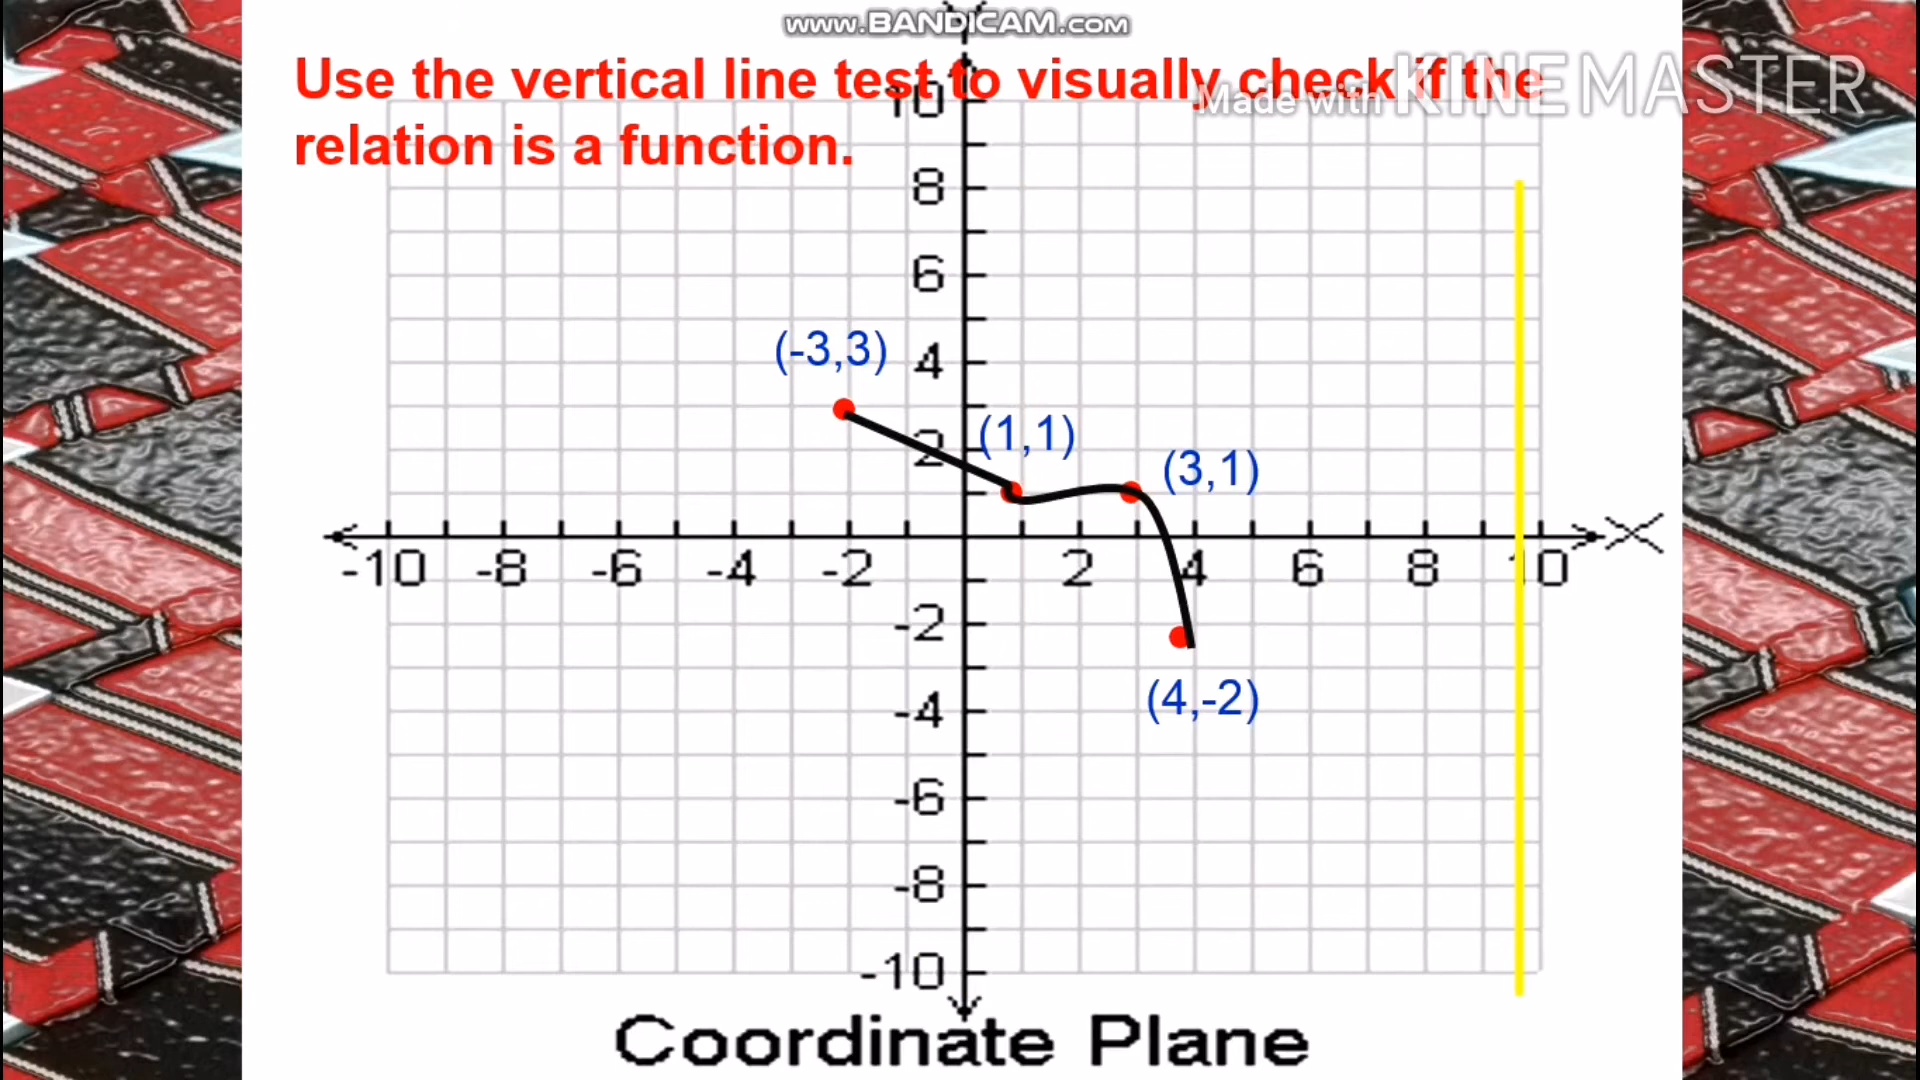 www.BANDICAM.com
Use the vertical line test to visually check if the
Made with KINEMASTER
relation is a function.
10
8
6
(-3,3)
4
(1,1)
2
(3,1)
X
-10 -8 -6 -4 -2 2 4 6 8 10
-2
(4,-2)
-4
-6
-8
-10
Coordinate Plane